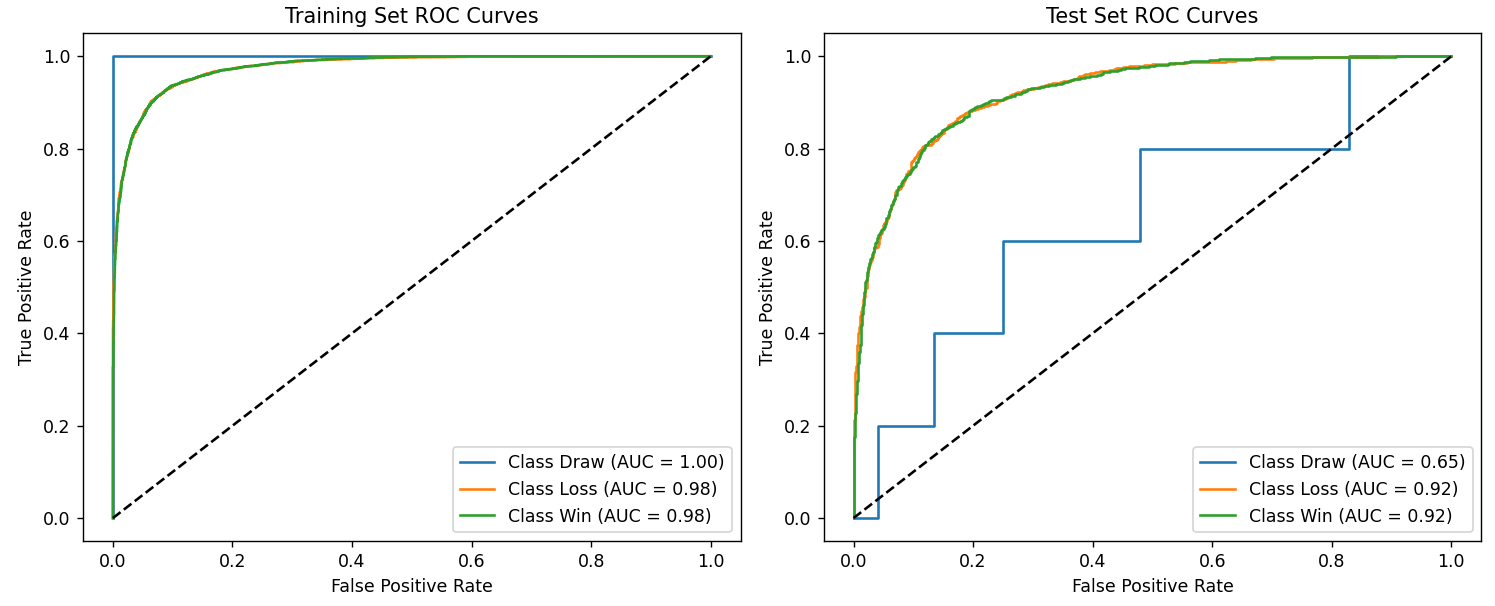 Training Set ROC Curves
True Positive Rate
1.0
0.8
0.6
0.4
0.2
0.0
Class Draw (AUC = 1.00)
Class Loss (AUC = 0.98)
Class Win (AUC = 0.98)
0.0 0.2 0.4 0.6 0.8 1.0
False Positive Rate
Test Set ROC Curves
True Positive Rate
1.0
0.8
0.6
0.4
0.2
0.0
Class Draw (AUC = 0.65)
Class Loss (AUC = 0.92)
Class Win (AUC = 0.92)
0.0 0.2 0.4 0.6 0.8 1.0
False Positive Rate